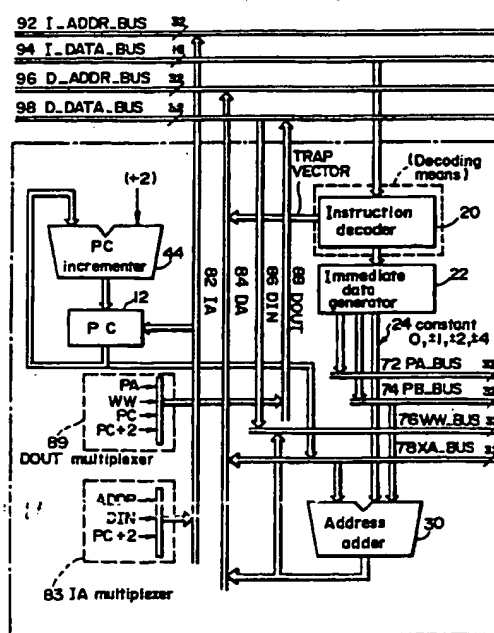 92 I_ADDR_BUS 32
94 I_DATA_BUS
96 D_ADDR_BUS 32
98 D_DATA_BUS
TRAP VECTOR
(Decoding means)
(+2)
PC incrementer
44
Instruction decoder
20
12
PC
82 IA
84 DA
86 DIN
88 DOUT
Immediate data generator
22
24 constant
0, ±1, ±2, ±4
72 PA_BUS
74 PB_BUS
76 WW_BUS
78 XA_BUS
PA
WW
PC
PC+2
89
DOUT multiplexer
ADDR
DIN
PC+2
83 IA multiplexer
Address adder
30